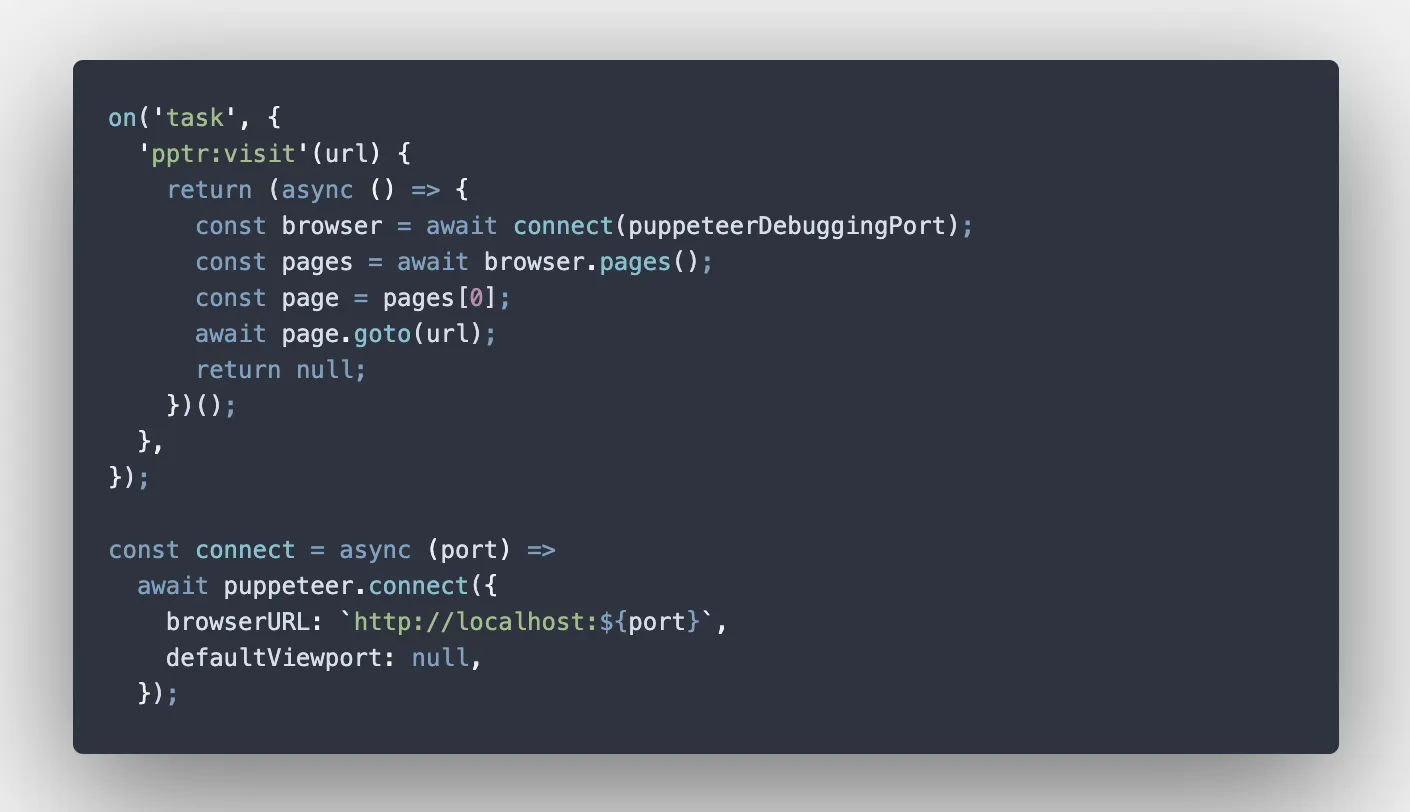 on('task', {
  'pptr:visit'(url) {
    return (async () => {
      const browser = await connect(puppeteerDebuggingPort);
      const pages = await browser.pages();
      const page = pages[0];
      await page.goto(url);
      return null;
    })();
  },
});

const connect = async (port) =>
  await puppeteer.connect({
    browserURL: `http://localhost:${port}`,
    defaultViewport: null,
  });